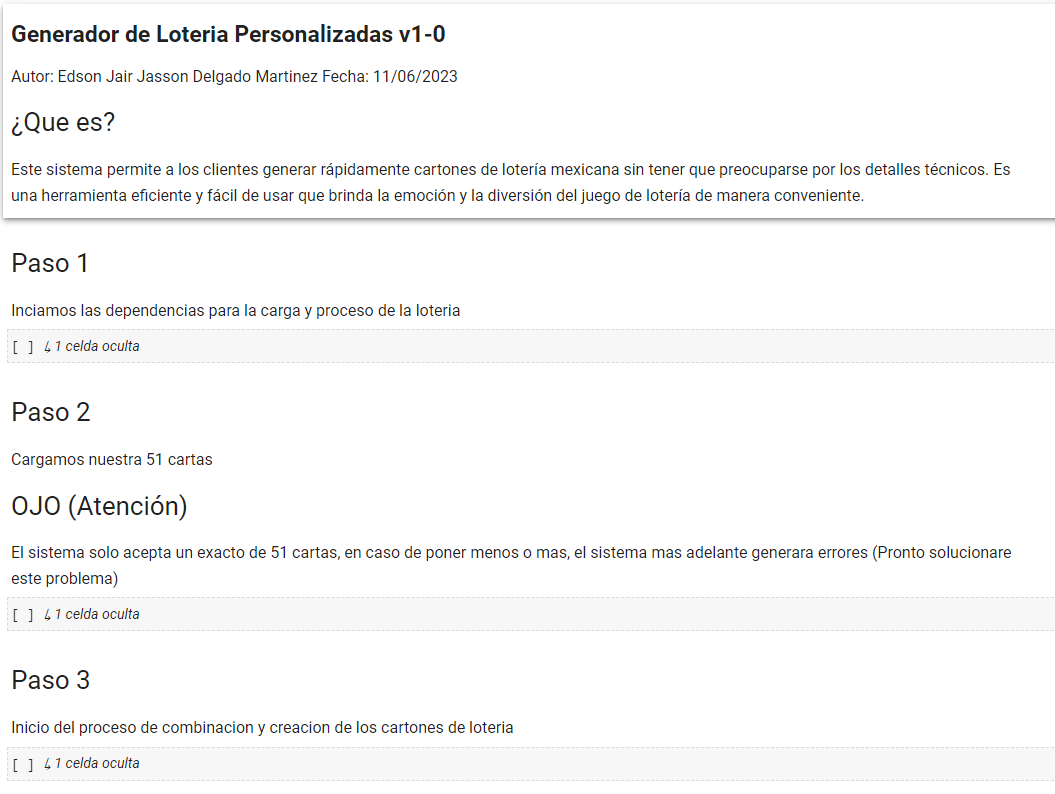 Generador de Loteria Personalizadas v1-0
Autor: Edson Jair Jasson Delgado Martinez Fecha: 11/06/2023
¿Que es?
Este sistema permite a los clientes generar rápidamente cartones de lotería mexicana sin tener que preocuparse por los detalles técnicos. Es
una herramienta eficiente y fácil de usar que brinda la emoción y la diversión del juego de lotería de manera conveniente.
Paso 1
Inciamos las dependencias para la carga y proceso de la loteria
[ ] ↳ 1 celda oculta
Paso 2
Cargamos nuestra 51 cartas
OJO (Atención)
El sistema solo acepta un exacto de 51 cartas, en caso de poner menos o mas, el sistema mas adelante generara errores (Pronto solucionare
este problema)
[ ] ↳ 1 celda oculta
Paso 3
Inicio del proceso de combinacion y creacion de los cartones de loteria
[ ] ↳ 1 celda oculta